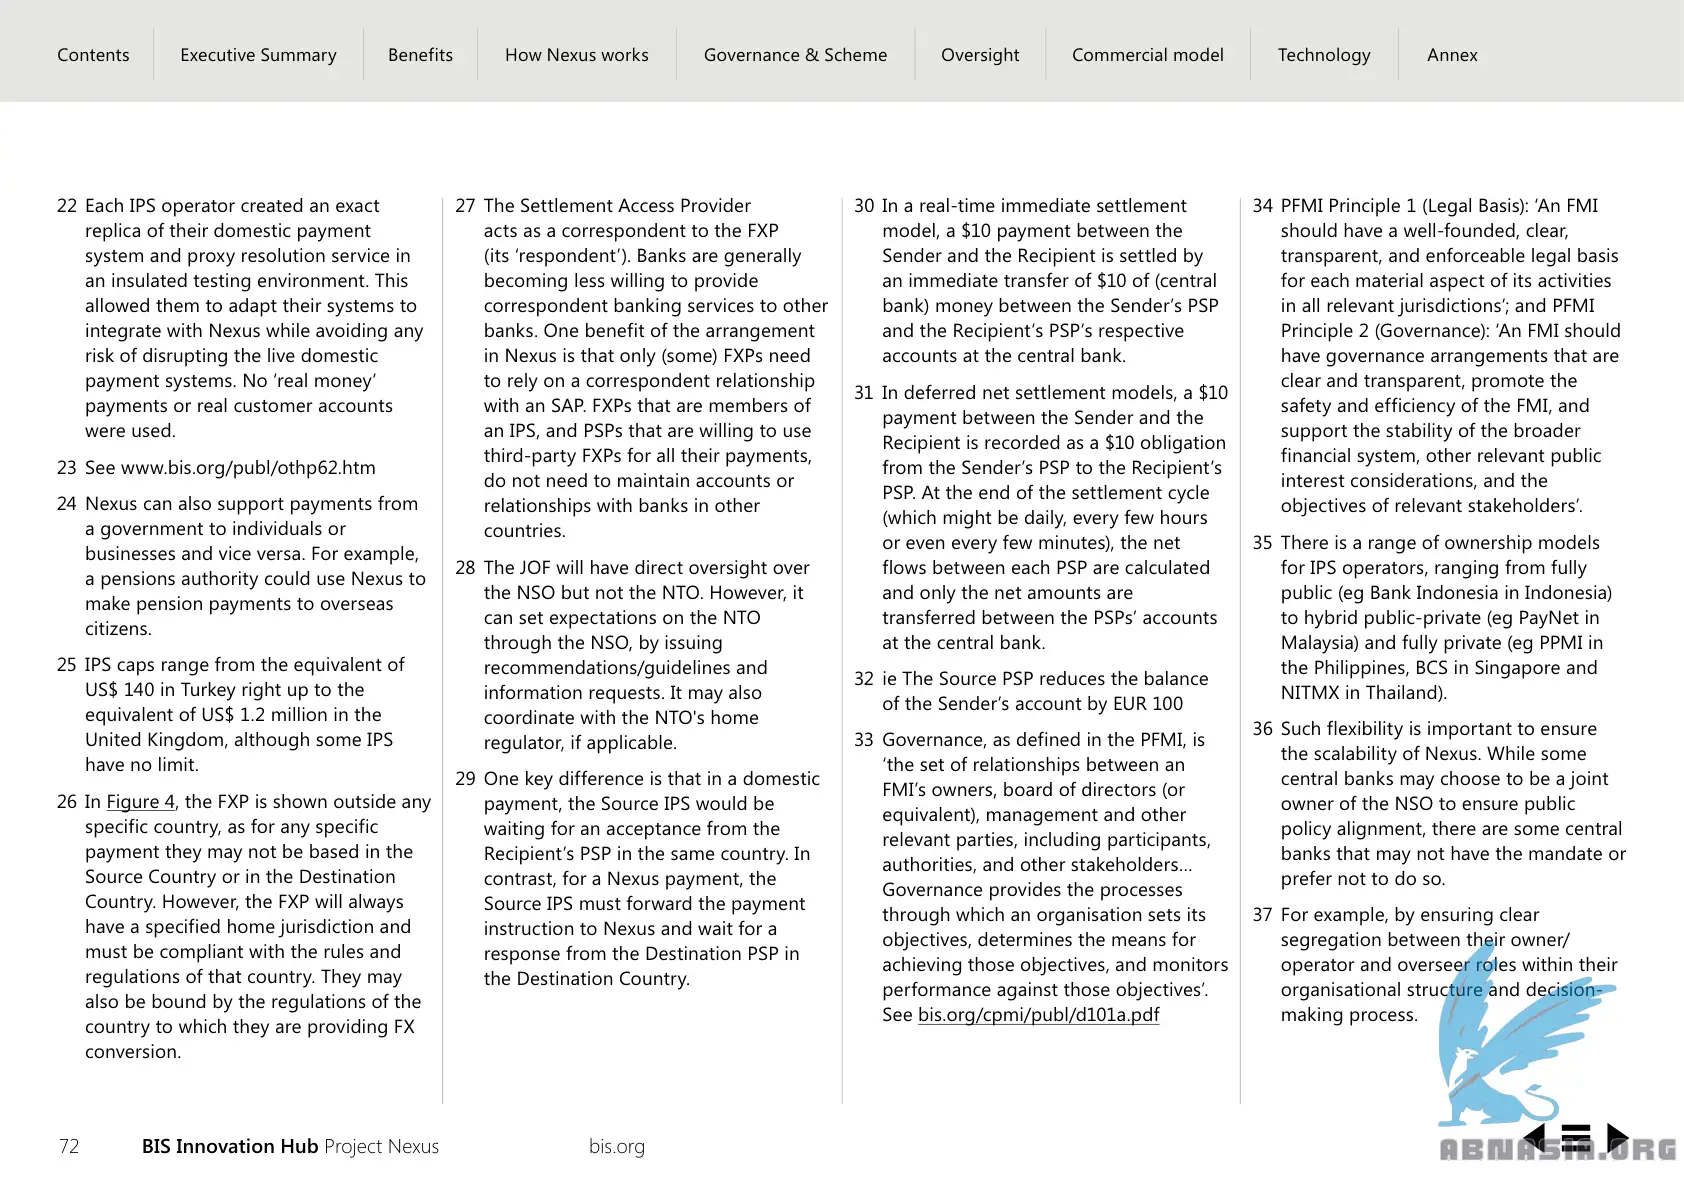 Contents
Executive Summary
Benefits
How Nexus works
Governance & Scheme
Oversight
Commercial model
Technology
Annex
22 Each IPS operator created an exact
replica of their domestic payment
system and proxy resolution service in
an insulated testing environment. This
allowed them to adapt their systems to
integrate with Nexus while avoiding any
risk of disrupting the live domestic
payment systems. No ‘real money’
payments or real customer accounts
were used.
23 See www.bis.org/publ/othp62.htm
24 Nexus can also support payments from
a government to individuals or
businesses and vice versa. For example,
a pensions authority could use Nexus to
make pension payments to overseas
citizens.
25 IPS caps range from the equivalent of
US$ 140 in Turkey right up to the
equivalent of US$ 1.2 million in the
United Kingdom, although some IPS
have no limit.
26 In Figure 4, the FXP is shown outside any
specific country, as for any specific
payment they may not be based in the
Source Country or in the Destination
Country. However, the FXP will always
have a specified home jurisdiction and
must be compliant with the rules and
regulations of that country. They may
also be bound by the regulations of the
country to which they are providing FX
conversion.
27 The Settlement Access Provider
acts as a correspondent to the FXP
(its ‘respondent’). Banks are generally
becoming less willing to provide
correspondent banking services to other
banks. One benefit of the arrangement
in Nexus is that only (some) FXPs need
to rely on a correspondent relationship
with an SAP. FXPs that are members of
an IPS, and PSPs that are willing to use
third-party FXPs for all their payments,
do not need to maintain accounts or
relationships with banks in other
countries.
28 The JOF will have direct oversight over
the NSO but not the NTO. However, it
can set expectations on the NTO
through the NSO, by issuing
recommendations/guidelines and
information requests. It may also
coordinate with the NTO's home
regulator, if applicable.
29 One key difference is that in a domestic
payment, the Source IPS would be
waiting for an acceptance from the
Recipient’s PSP in the same country. In
contrast, for a Nexus payment, the
Source IPS must forward the payment
instruction to Nexus and wait for a
response from the Destination PSP in
the Destination Country.
30 In a real-time immediate settlement
model, a $10 payment between the
Sender and the Recipient is settled by
an immediate transfer of $10 of (central
bank) money between the Sender’s PSP
and the Recipient’s PSP’s respective
accounts at the central bank.
31 In deferred net settlement models, a $10
payment between the Sender and the
Recipient is recorded as a $10 obligation
from the Sender’s PSP to the Recipient’s
PSP. At the end of the settlement cycle
(which might be daily, every few hours
or even every few minutes), the net
flows between each PSP are calculated
and only the net amounts are
transferred between the PSPs’ accounts
at the central bank.
32 ie The Source PSP reduces the balance
of the Sender’s account by EUR 100
33 Governance, as defined in the PFMI, is
‘the set of relationships between an
FMI’s owners, board of directors (or
equivalent), management and other
relevant parties, including participants,
authorities, and other stakeholders…
Governance provides the processes
through which an organisation sets its
objectives, determines the means for
achieving those objectives, and monitors
performance against those objectives’.
See bis.org/cpmi/publ/d101a.pdf
34 PFMI Principle 1 (Legal Basis): ‘An FMI
should have a well-founded, clear,
transparent, and enforceable legal basis
for each material aspect of its activities
in all relevant jurisdictions’; and PFMI
Principle 2 (Governance): ‘An FMI should
have governance arrangements that are
clear and transparent, promote the
safety and efficiency of the FMI, and
support the stability of the broader
financial system, other relevant public
interest considerations, and the
objectives of relevant stakeholders’.
35 There is a range of ownership models
for IPS operators, ranging from fully
public (eg Bank Indonesia in Indonesia)
to hybrid public-private (eg PayNet in
Malaysia) and fully private (eg PPMI in
the Philippines, BCS in Singapore and
NITMX in Thailand).
36 Such flexibility is important to ensure
the scalability of Nexus. While some
central banks may choose to be a joint
owner of the NSO to ensure public
policy alignment, there are some central
banks that may not have the mandate or
prefer not to do so.
37 For example, by ensuring clear
segregation between their owner/
operator and overseer roles within their
organisational structure and decision-
making process.
72
BIS Innovation Hub Project Nexus
bis.org
ABNASIA.ORG